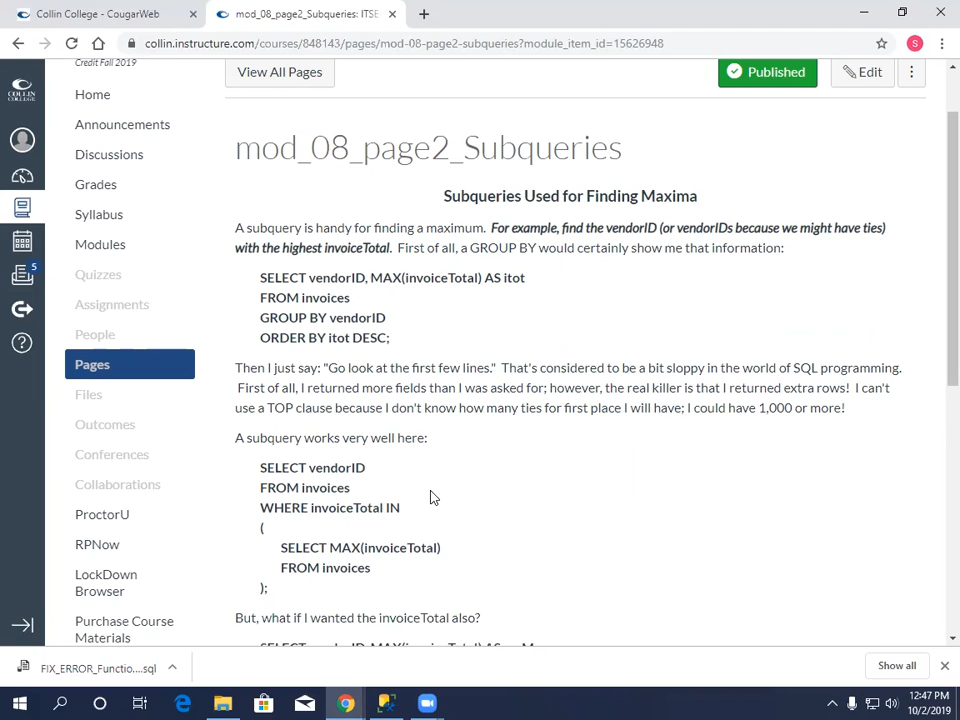 Collin College - CougarWeb
mod_08_page2_Subqueries: ITSE
collin.instructure.com/courses/848143/pages/mod-08-page2-subqueries?module_item_id=15626948
S
COLLIN
COLLEGE
Credit Fall 2019
Home
Announcements
Discussions
Grades
Syllabus
Modules
Quizzes
Assignments
People
Pages
Files
Outcomes
Conferences
Collaborations
ProctorU
RPNow
LockDown
Browser
Purchase Course
Materials
5
View All Pages
Published
Edit
mod_08_page2_Subqueries
Subqueries Used for Finding Maxima
A subquery is handy for finding a maximum. For example, find the vendorID (or vendorIDs because we might have ties)
with the highest invoiceTotal. First of all, a GROUP BY would certainly show me that information:
SELECT vendorID, MAX(invoiceTotal) AS itot
FROM invoices
GROUP BY vendorID
ORDER BY itot DESC;
Then I just say: "Go look at the first few lines." That's considered to be a bit sloppy in the world of SQL programming.
First of all, I returned more fields than I was asked for; however, the real killer is that I returned extra rows! I can't
use a TOP clause because I don't know how many ties for first place I will have; I could have 1,000 or more!
A subquery works very well here:
SELECT vendorID
FROM invoices
WHERE invoiceTotal IN
(
SELECT MAX(invoiceTotal)
FROM invoices
);
But, what if I wanted the invoiceTotal also?
FIX_ERROR_Functio....sql
Show all
12:47 PM
10/2/2019